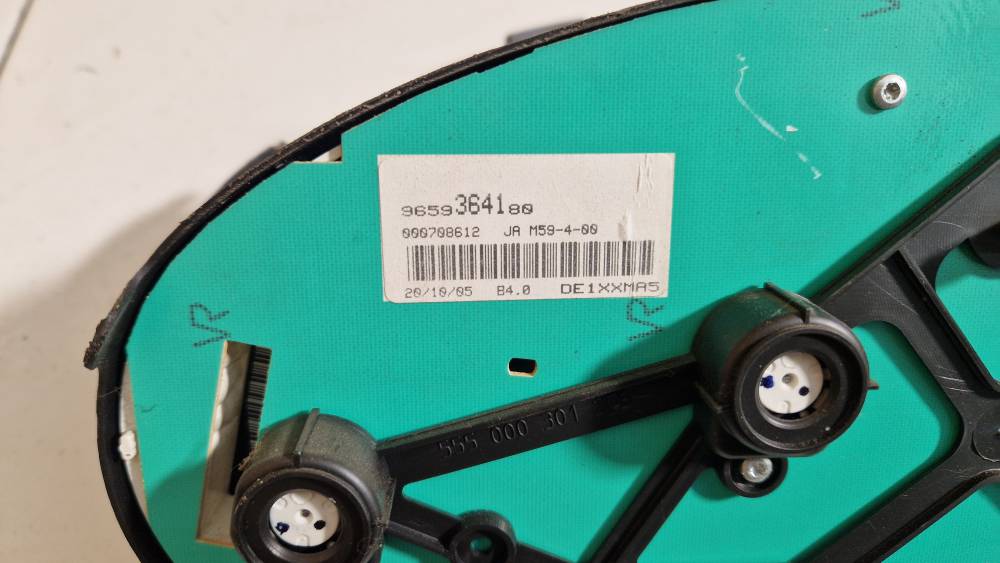 9659364180
000708612 JA M59-4-00
20/10/05 B4.0 DE1XXMA5
VR
VR
555 000 301